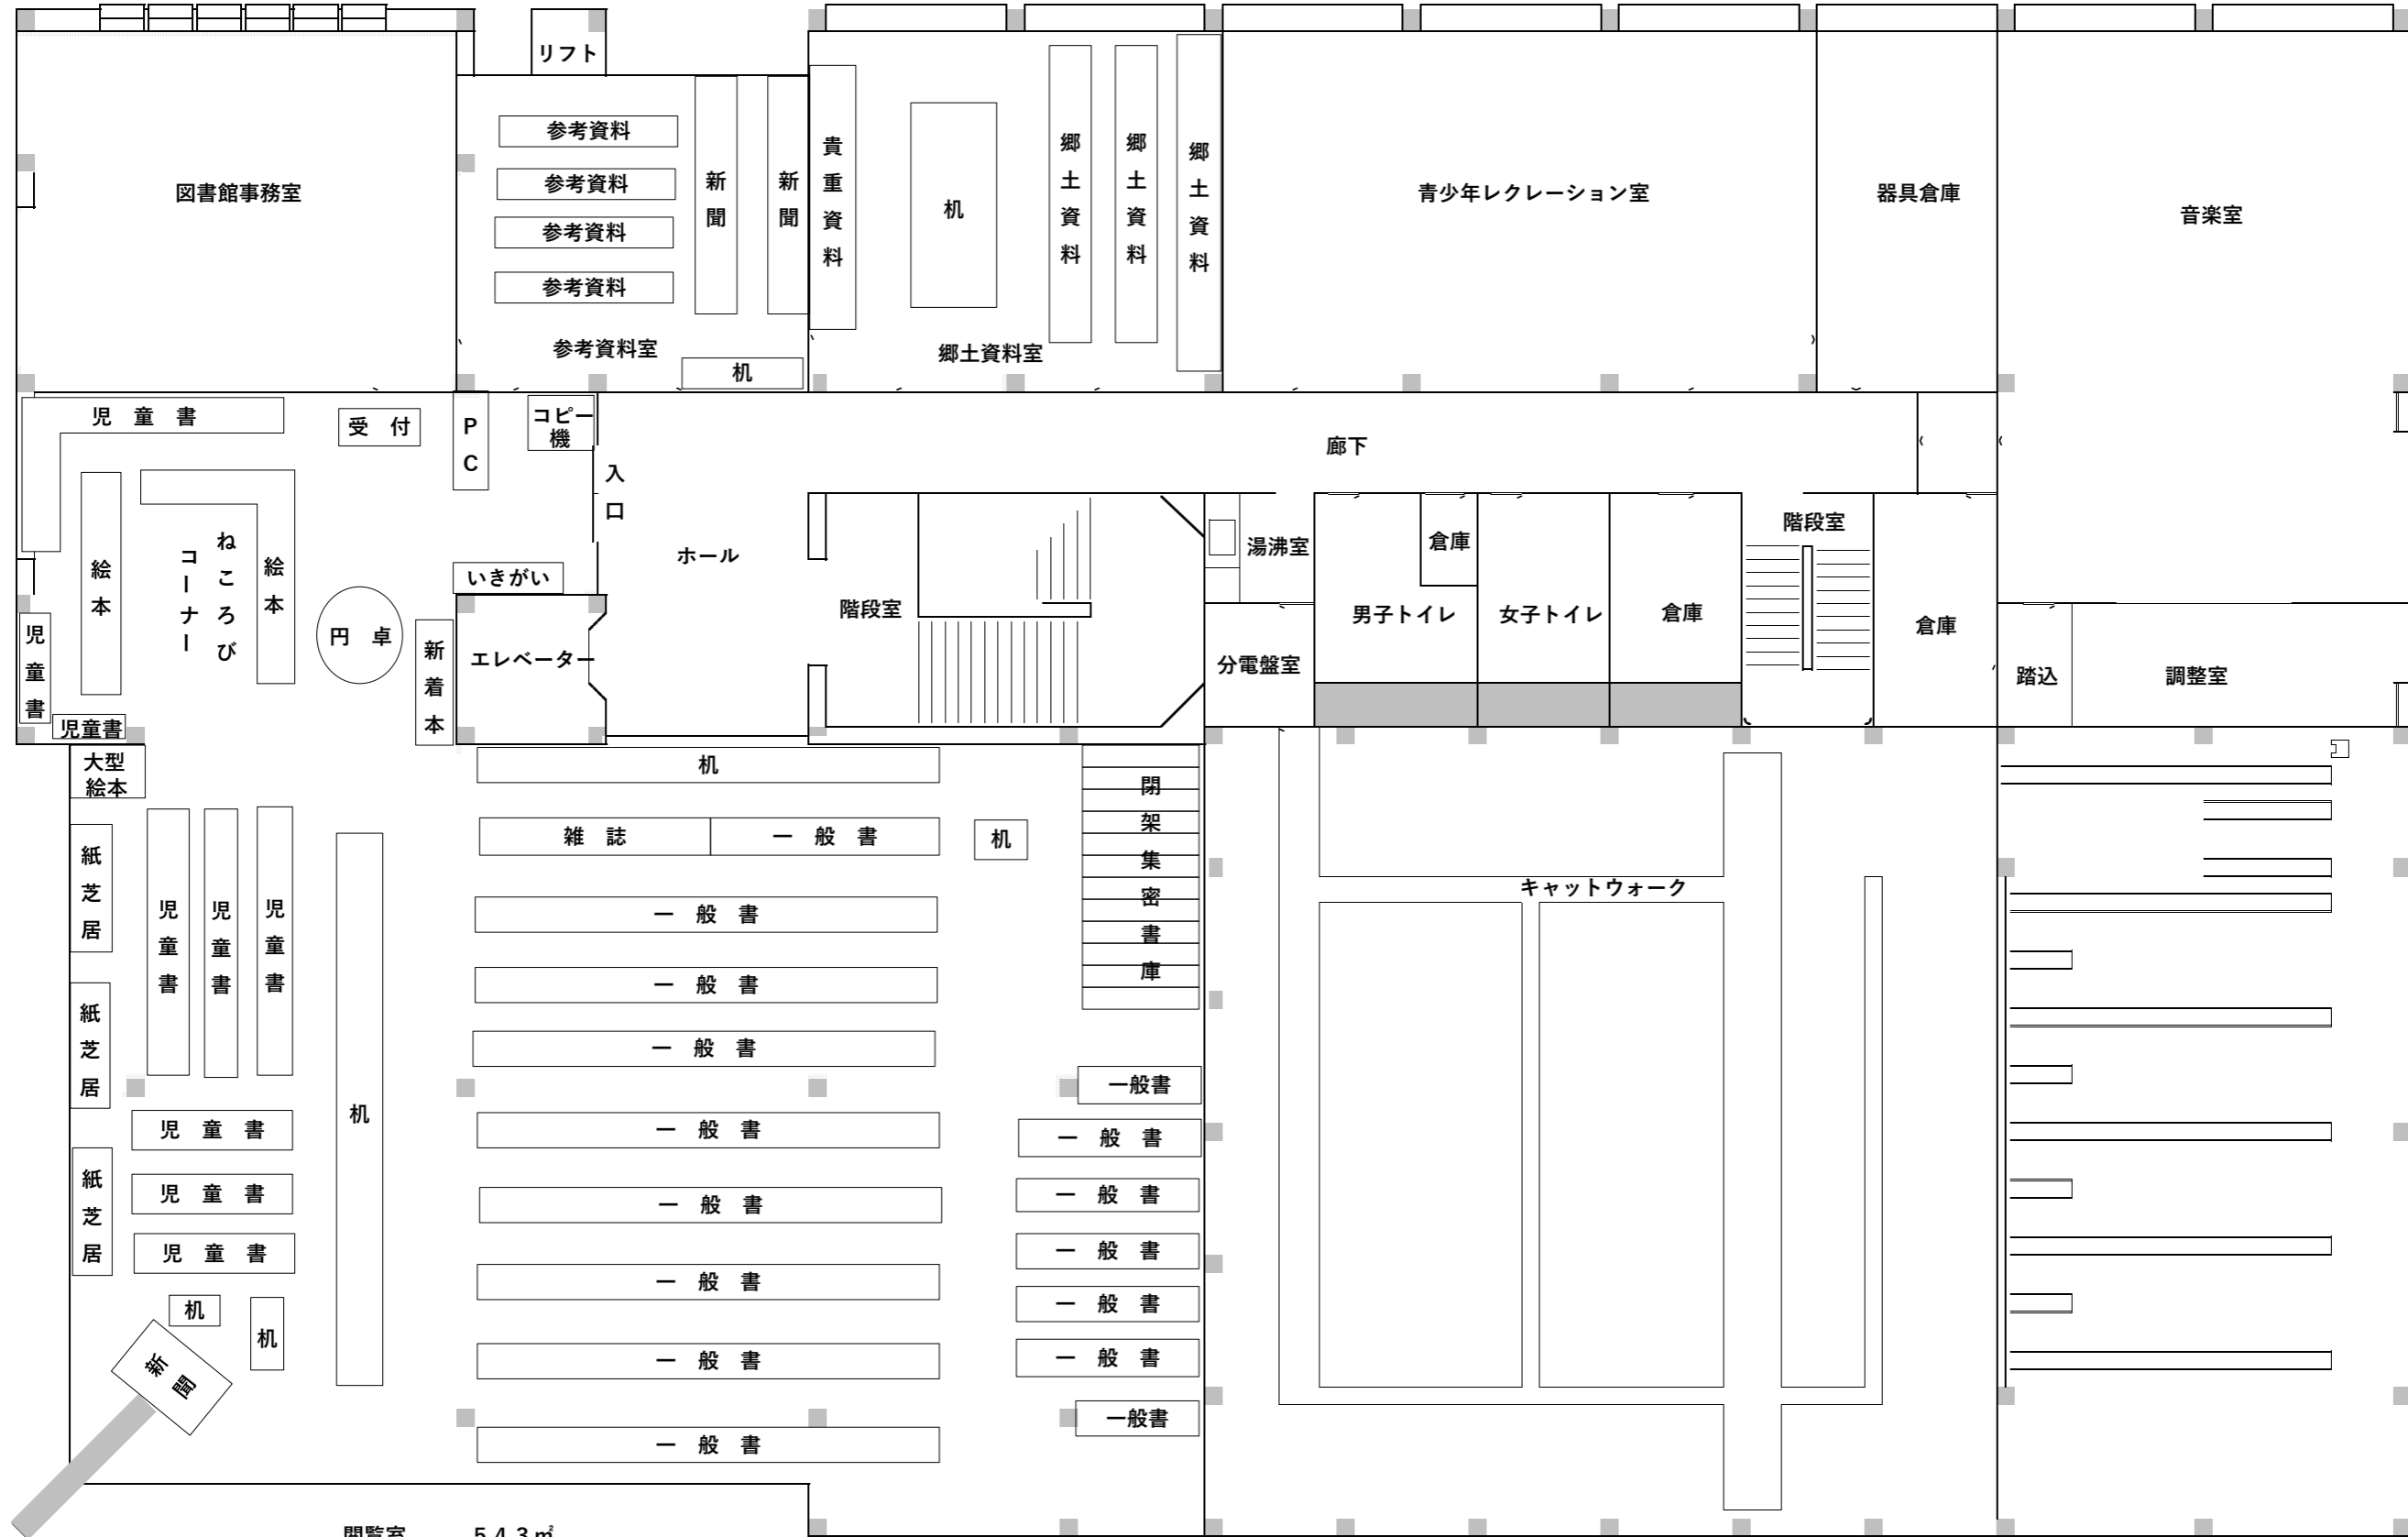 リフト
図書館事務室
参考資料
参考資料
参考資料
参考資料
新聞
新聞
参考資料室
机
貴重資料
机
郷土資料
郷土資料
郷土資料
郷土資料室
青少年レクレーション室
器具倉庫
音楽室
児童書
受付
PC
コピー
機
入口
廊下
ホール
絵本
ねころび
コーナー
絵本
円卓
いきがい
新着本
エレベーター
階段室
湯沸室
分電盤室
男子トイレ
倉庫
女子トイレ
倉庫
階段室
倉庫
踏込
調整室
児童書
児童書
大型
絵本
机
雑誌
一般書
机
閉架集密書庫
キャットウォーク
紙芝居
児童書
児童書
児童書
一般書
一般書
紙芝居
一般書
一般書
机
児童書
一般書
一般書
紙芝居
児童書
一般書
一般書
児童書
一般書
一般書
机
机
一般書
新聞
一般書
一般書
一般書
一般書
閲覧室 543㎡